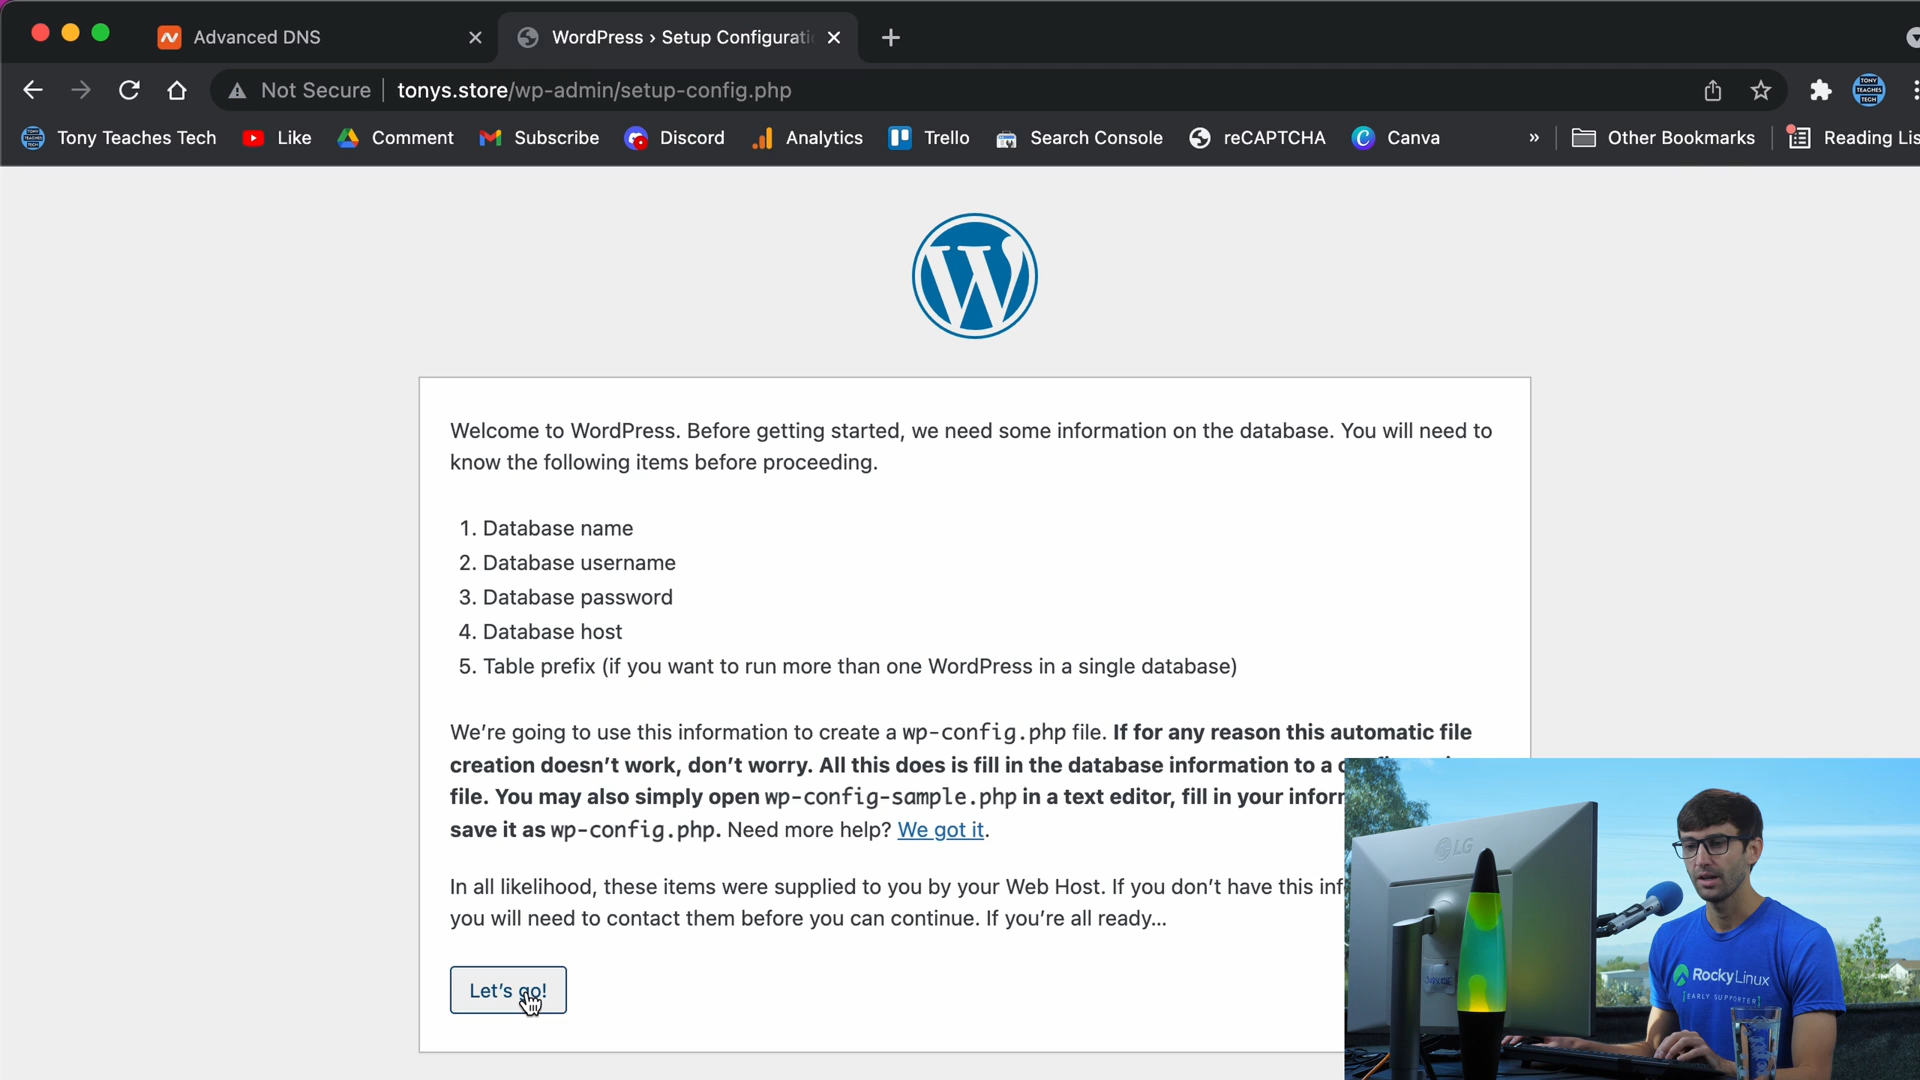 Advanced DNS
WordPress › Setup Configurati
Not Secure
tonys.store/wp-admin/setup-config.php
TONY TEACHES TECH
Tony Teaches Tech
Like
Comment
Subscribe
Discord
Analytics
Trello
Search Console
reCAPTCHA
Canva
»
Other Bookmarks
Reading Lis
Welcome to WordPress. Before getting started, we need some information on the database. You will need to
know the following items before proceeding.
1. Database name
2. Database username
3. Database password
4. Database host
5. Table prefix (if you want to run more than one WordPress in a single database)
We’re going to use this information to create a wp-config.php file. If for any reason this automatic file
creation doesn’t work, don’t worry. All this does is fill in the database information to a
file. You may also simply open wp-config-sample.php in a text editor, fill in your infor
save it as wp-config.php. Need more help? We got it.
In all likelihood, these items were supplied to you by your Web Host. If you don’t have this inf
you will need to contact them before you can continue. If you’re all ready…
Let’s go!
LG
Rocky Linux
[EARLY SUPPORTER]